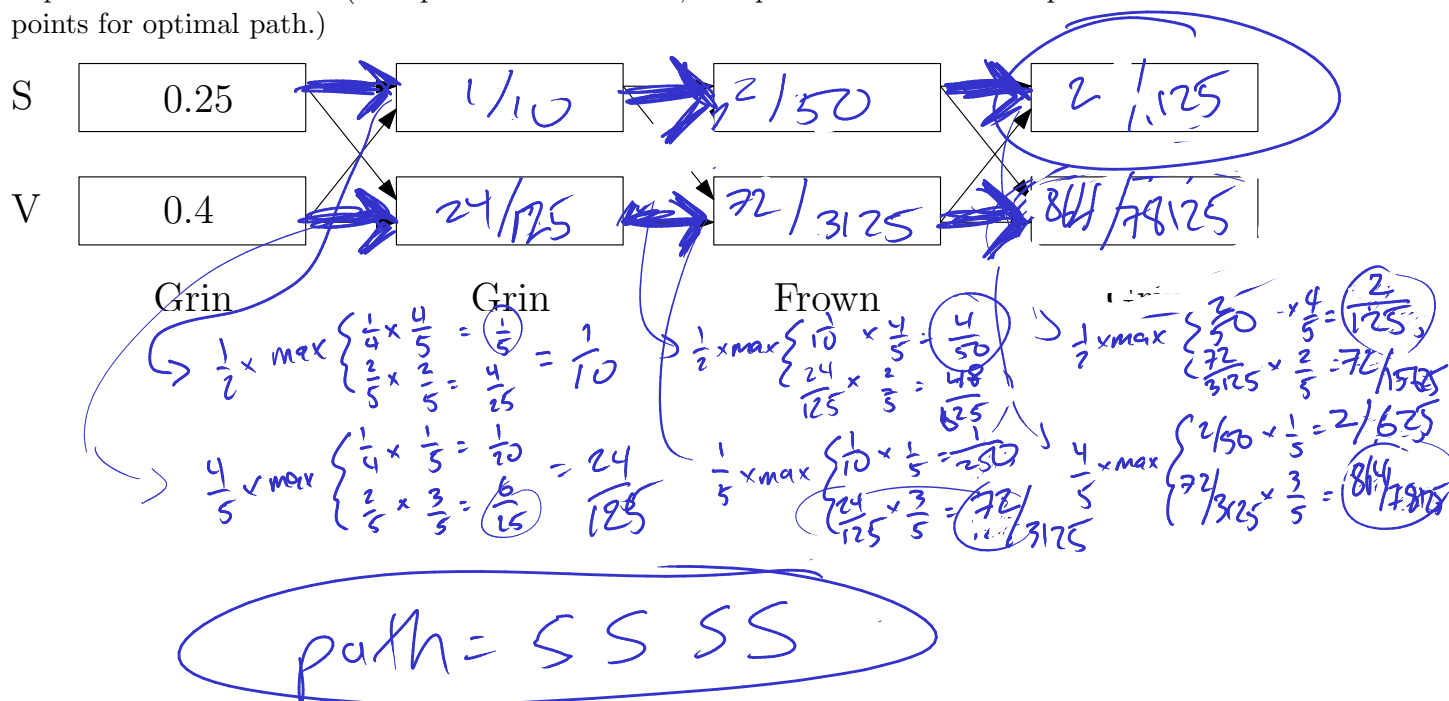 points for optimal path.)
S 0.25 1/10 2/50 2/125
V 0.4 24/125 72/3125 864/78125
Grin Grin Frown
1/2 × max { 1/4 × 4/5 = 1/5
2/5 × 2/5 = 4/25
= 1/10
1/2 × max { 1/10 × 4/5 = 4/50
24/125 × 2/5 = 48/625
1/2 × max { 2/50 × 4/5 = 2/125
72/3125 × 2/5 = 72/15625
4/5 × max { 1/4 × 1/5 = 1/20
2/5 × 3/5 = 6/25
= 24/125
1/5 × max { 1/10 × 1/5 = 1/250
24/125 × 3/5 = 72/3125
4/5 × max { 2/50 × 1/5 = 2/625
72/3125 × 3/5 = 864/78125
path = S S S S